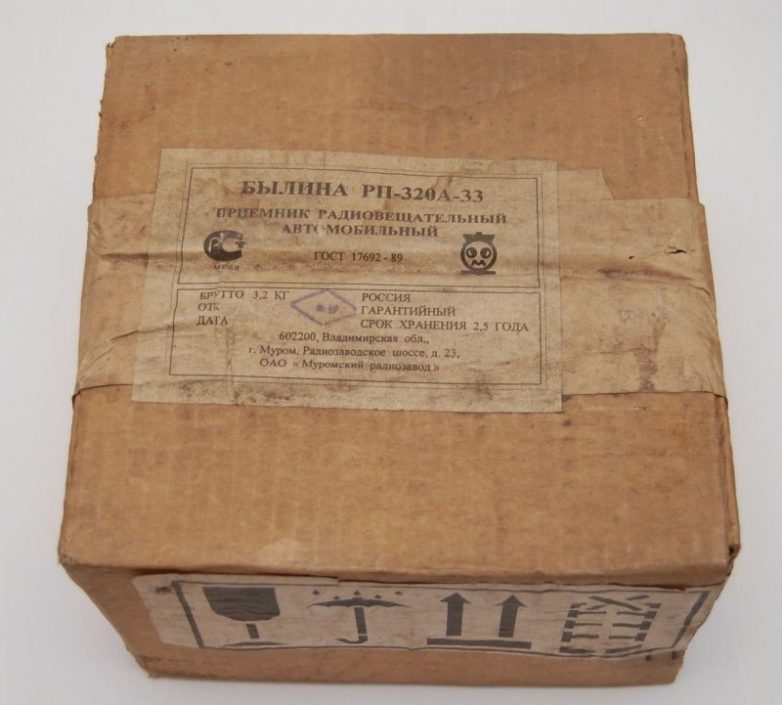 БЫЛИНА РП-320А-33
ПРИЕМНИК РАДИОВЕЩАТЕЛЬНЫЙ
АВТОМОБИЛЬНЫЙ
ГОСТ 17692 - 89
БРУТТО 3,2 КГ
ОТК
ДАТА
РОССИЯ
ГАРАНТИЙНЫЙ
СРОК ХРАНЕНИЯ 2,5 ГОДА
602200, Владимирская обл.,
г. Муром, Радиозаводское шоссе, д. 23,
ОАО « Муромский радиозавод »